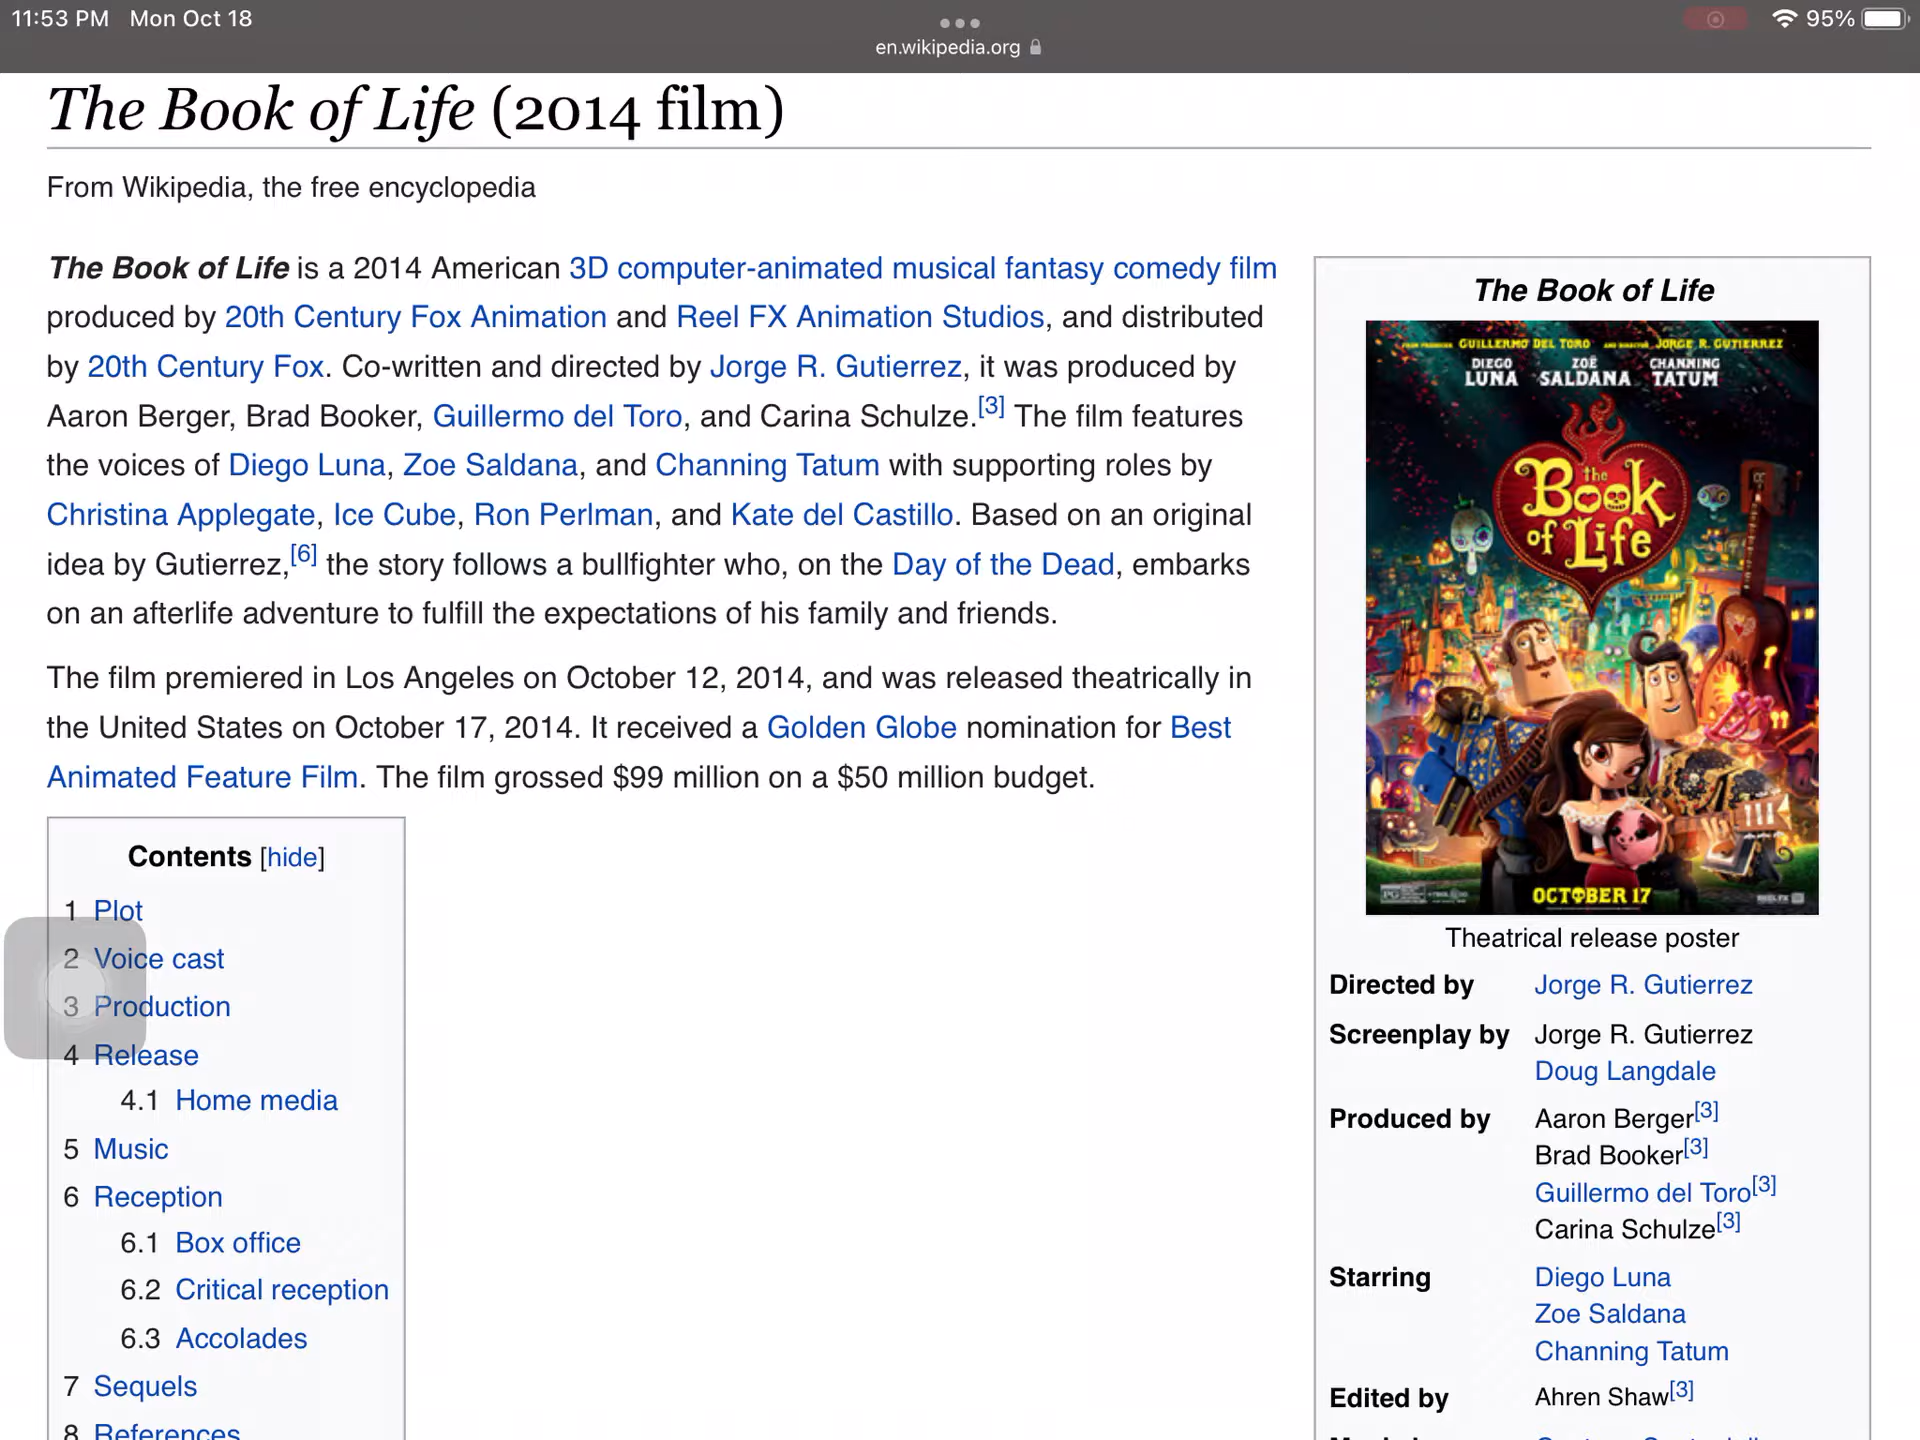 11:53 PM Mon Oct 18
en.wikipedia.org
95%
The Book of Life (2014 film)
From Wikipedia, the free encyclopedia
The Book of Life is a 2014 American 3D computer-animated musical fantasy comedy film
produced by 20th Century Fox Animation and Reel FX Animation Studios, and distributed
by 20th Century Fox. Co-written and directed by Jorge R. Gutierrez, it was produced by
Aaron Berger, Brad Booker, Guillermo del Toro, and Carina Schulze.[3] The film features
the voices of Diego Luna, Zoe Saldana, and Channing Tatum with supporting roles by
Christina Applegate, Ice Cube, Ron Perlman, and Kate del Castillo. Based on an original
idea by Gutierrez,[6] the story follows a bullfighter who, on the Day of the Dead, embarks
on an afterlife adventure to fulfill the expectations of his family and friends.
The film premiered in Los Angeles on October 12, 2014, and was released theatrically in
the United States on October 17, 2014. It received a Golden Globe nomination for Best
Animated Feature Film. The film grossed $99 million on a $50 million budget.
Contents [hide]
1 Plot
2 Voice cast
3 Production
4 Release
4.1 Home media
5 Music
6 Reception
6.1 Box office
6.2 Critical reception
6.3 Accolades
7 Sequels
8 References
The Book of Life
GUILLERMO DEL TORO JORGE R. GUTIERREZ
DIEGO ZOË CHANNING
LUNA SALDANA TATUM
the
Book
of Life
PG
OCTOBER 17
Theatrical release poster
Directed by Jorge R. Gutierrez
Screenplay by Jorge R. Gutierrez
Doug Langdale
Produced by Aaron Berger[3]
Brad Booker[3]
Guillermo del Toro[3]
Carina Schulze[3]
Starring Diego Luna
Zoe Saldana
Channing Tatum
Edited by Ahren Shaw[3]